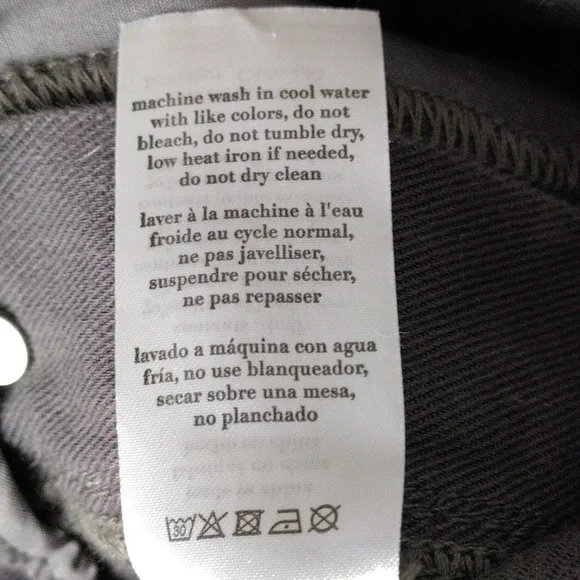 machine wash in cool water
with like colors, do not
bleach, do not tumble dry,
low heat iron if needed,
do not dry clean
laver à la machine à l'eau
froide au cycle normal,
ne pas javelliser,
suspendre pour sécher,
ne pas repasser
lavado a máquina con agua
fría, no use blanqueador,
secar sobre una mesa,
no planchado
30